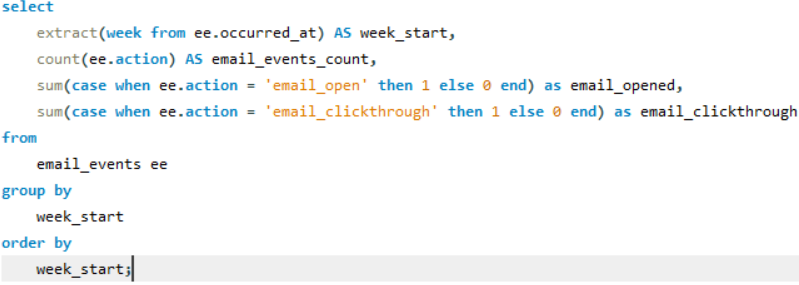 select
extract(week from ee.occurred_at) AS week_start,
count(ee.action) AS email_events_count,
sum(case when ee.action = 'email_open' then 1 else 0 end) as email_opened,
sum(case when ee.action = 'email_clickthrough' then 1 else 0 end) as email_clickthrough
from
email_events ee
group by
week_start
order by
week_start;